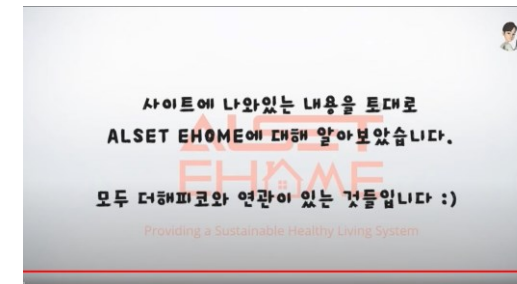 사이트에 나와있는 내용을 토대로
ALSET EHOME에 대해 알아보았습니다.
ALSET
EHOME
모두 더해피코와 연관이 있는 것들입니다 :)
Providing a Sustainable Healthy Living System